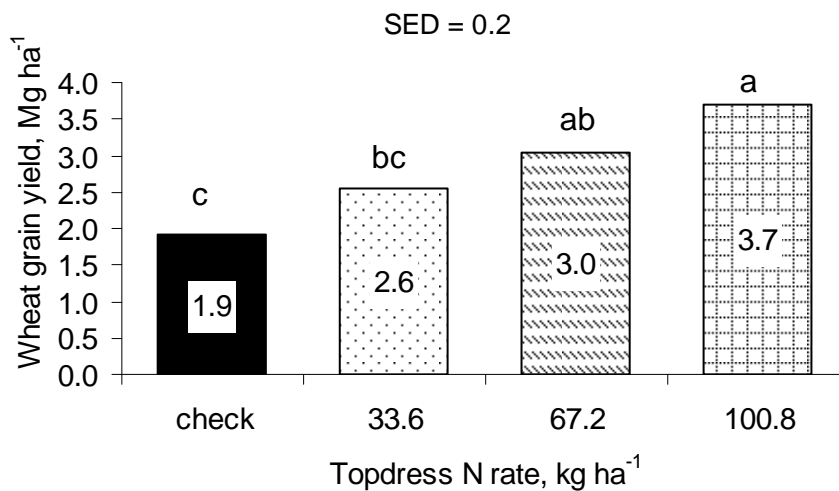 SED = 0.2
Wheat grain yield, Mg ha⁻¹
4.0
3.5
3.0
2.5
2.0
1.5
1.0
0.5
0.0
c
bc
ab
a
1.9
2.6
3.0
3.7
check
33.6
67.2
100.8
Topdress N rate, kg ha⁻¹